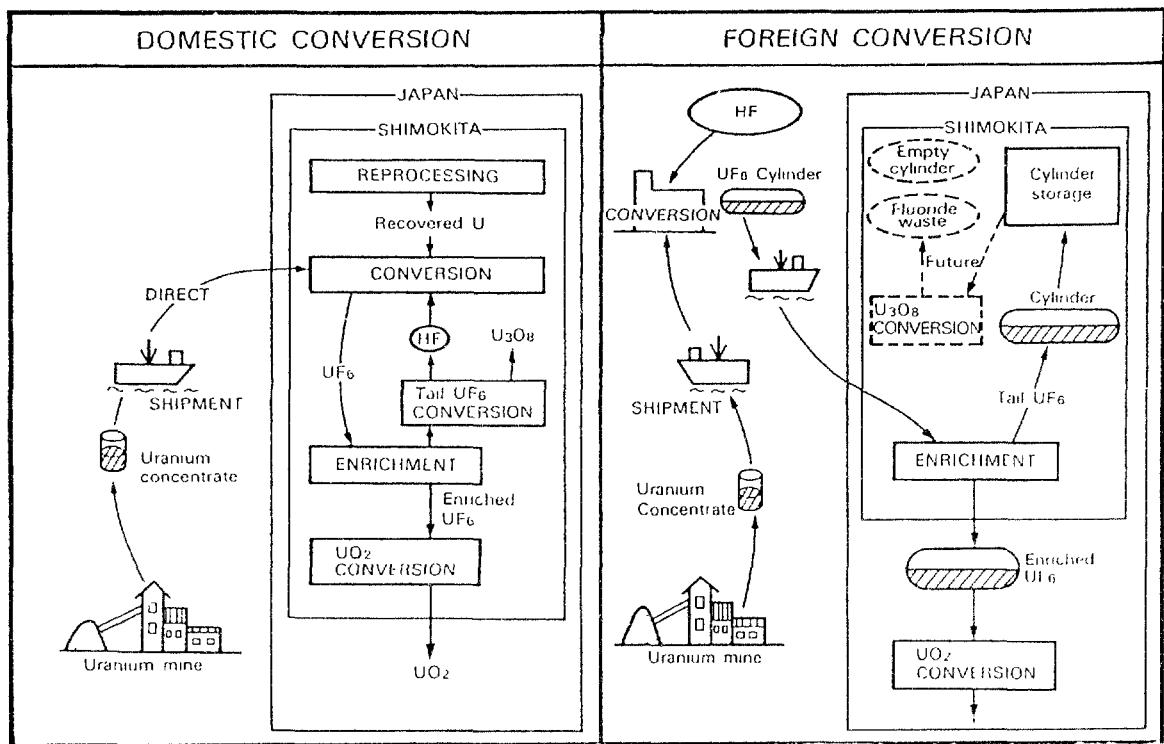 DOMESTIC CONVERSION
JAPAN
SHIMOKITA
REPROCESSING
Recovered U
CONVERSION
DIRECT
HF
U₃O₈
UF₆
Tail UF₆
CONVERSION
SHIPMENT
ENRICHMENT
Uranium
concentrate
Enriched
UF₆
UO₂
CONVERSION
Uranium mine
UO₂
FOREIGN CONVERSION
HF
JAPAN
SHIMOKITA
Empty
cylinder
UF₆ Cylinder
Cylinder
storage
CONVERSION
Fluoride
waste
Future
U₃O₈
CONVERSION
Cylinder
SHIPMENT
Tail UF₆
ENRICHMENT
Uranium
Concentrate
Enriched
UF₆
Uranium mine
UO₂
CONVERSION